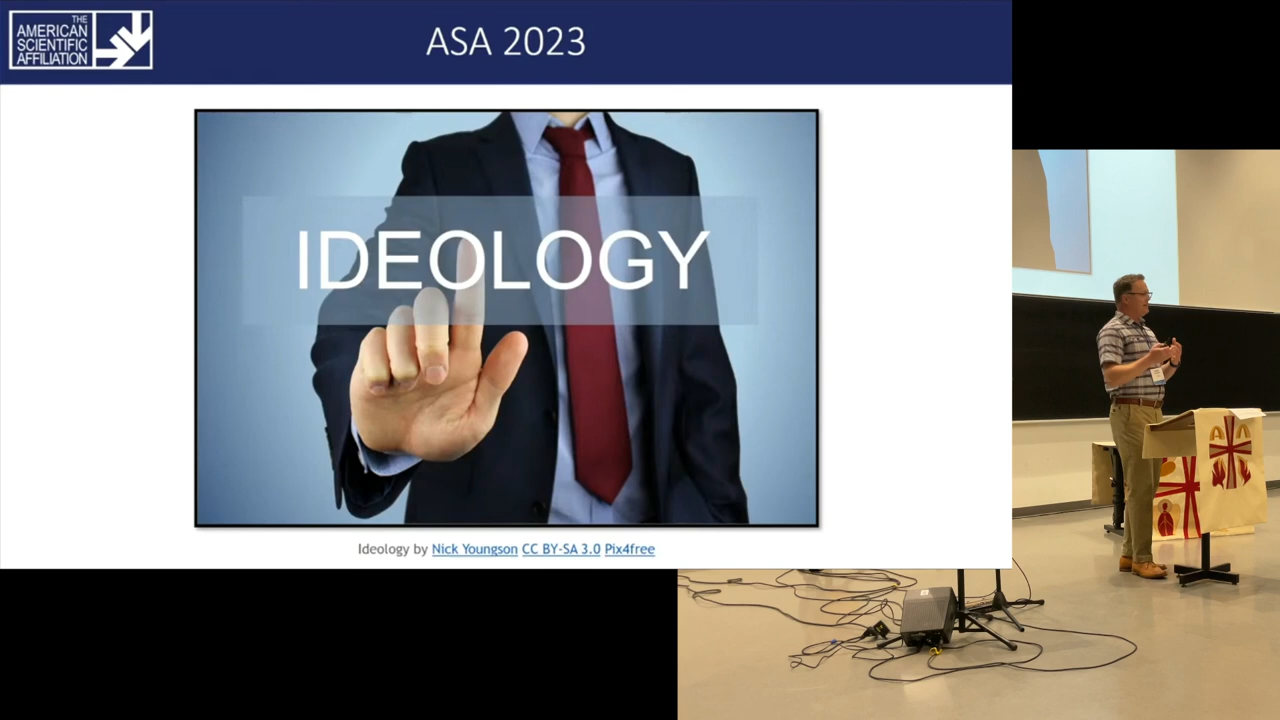 THE
AMERICAN
SCIENTIFIC
AFFILIATION
ASA 2023
IDEOLOGY
Ideology by Nick Youngson CC BY-SA 3.0 Pix4free